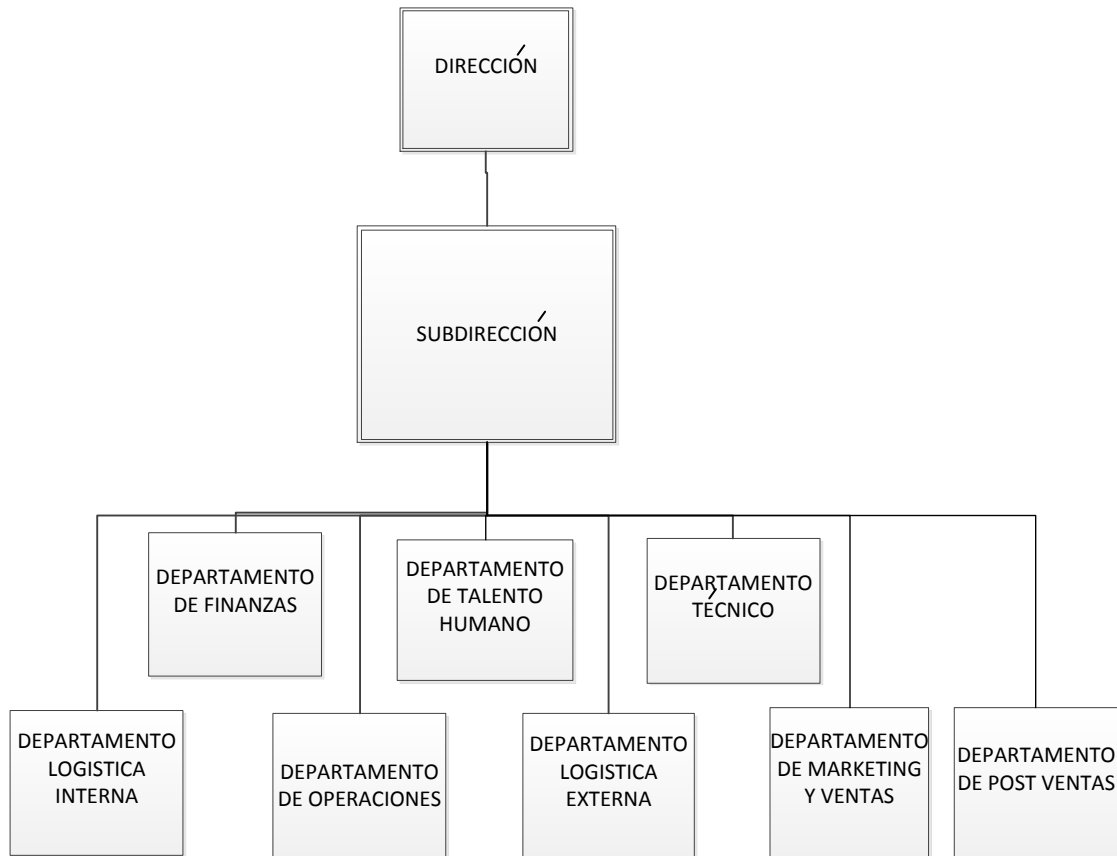 DIRECCIÓN
SUBDIRECCIÓN
DEPARTAMENTO
DE FINANZAS
DEPARTAMENTO
DE TALENTO
HUMANO
DEPARTAMENTO
TÉCNICO
DEPARTAMENTO
LOGISTICA
INTERNA
DEPARTAMENTO
DE OPERACIONES
DEPARTAMENTO
LOGISTICA
EXTERNA
DEPARTAMENTO
DE MARKETING
Y VENTAS
DEPARTAMENTO
DE POST VENTAS